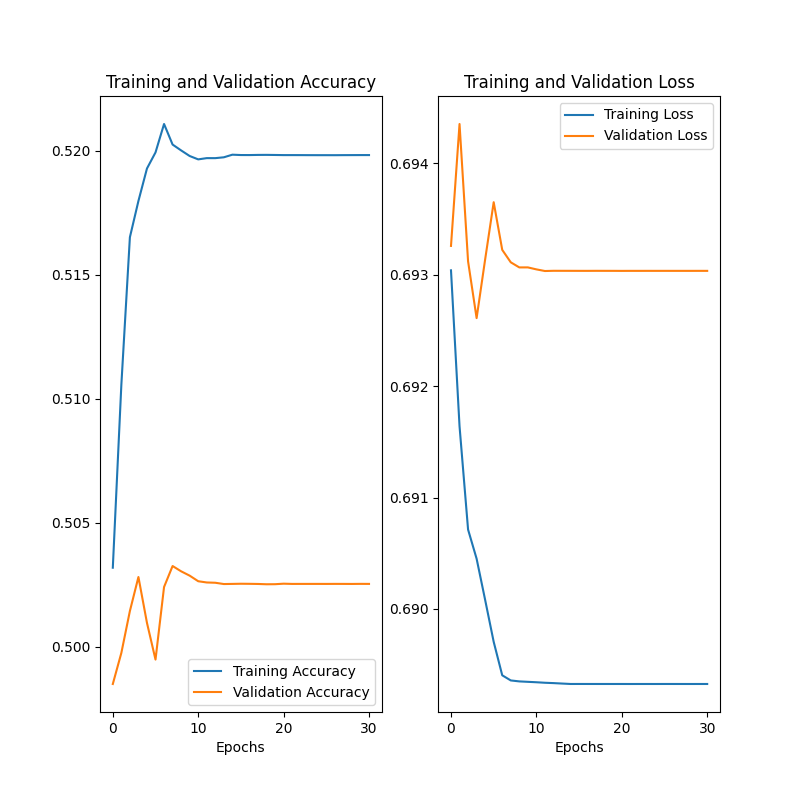 Training and Validation Accuracy
0.520
0.515
0.510
0.505
0.500
Training Accuracy
Validation Accuracy
0 10 20 30
Epochs
Training and Validation Loss
Training Loss
Validation Loss
0.694
0.693
0.692
0.691
0.690
0 10 20 30
Epochs